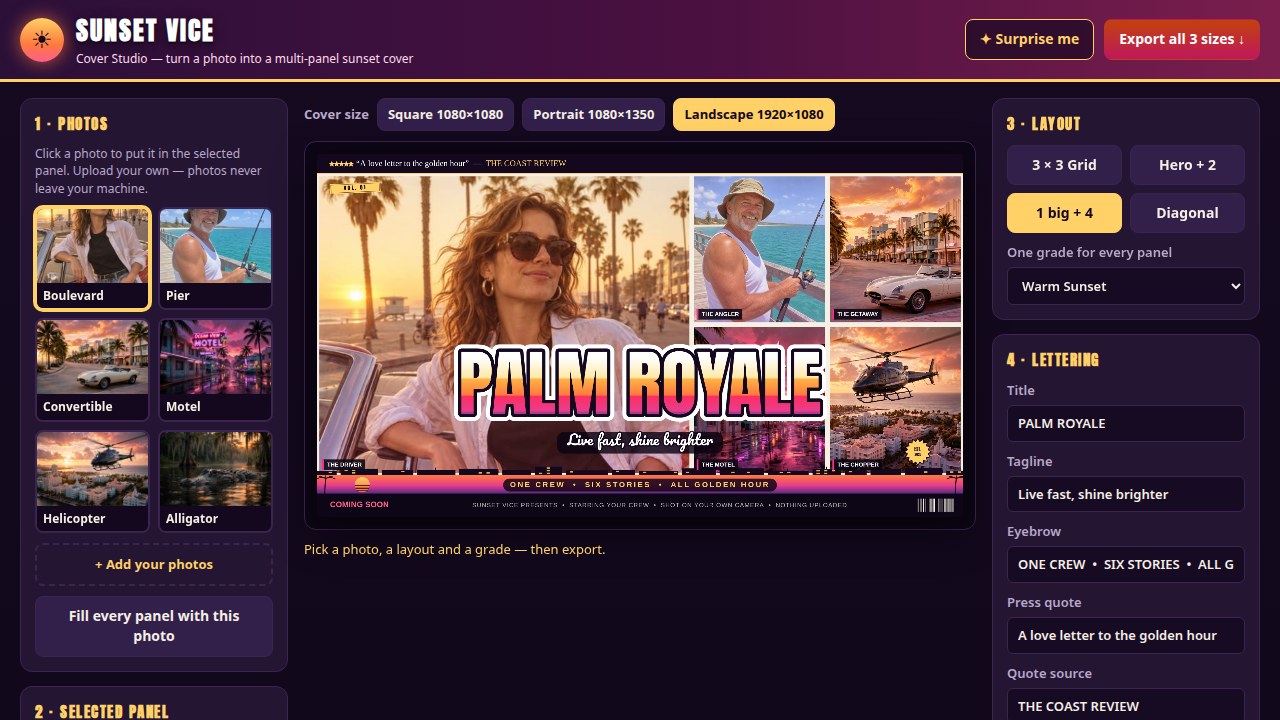 SUNSET VICE
Cover Studio — turn a photo into a multi-panel sunset cover
✦ Surprise me
Export all 3 sizes ↓
1 · PHOTOS
Click a photo to put it in the selected
panel. Upload your own — photos never
leave your machine.
Boulevard
Pier
Convertible
Motel
Helicopter
Alligator
+ Add your photos
Fill every panel with this
photo
2 · SELECTED PANEL
Cover size
Square 1080×1080
Portrait 1080×1350
Landscape 1920×1080
★★★★★ “A love letter to the golden hour” — THE COAST REVIEW
VOL. 01
THE ANGLER
THE GETAWAY
MOTEL
PALM ROYALE
Live fast, shine brighter
THE DRIVER
THE MOTEL
THE CHOPPER
ONE CREW • SIX STORIES • ALL GOLDEN HOUR
COMING SOON
SUNSET VICE PRESENTS • STARRING YOUR CREW • SHOT ON YOUR OWN CAMERA • NOTHING UPLOADED
Pick a photo, a layout and a grade — then export.
3 · LAYOUT
3 × 3 Grid
Hero + 2
1 big + 4
Diagonal
One grade for every panel
Warm Sunset
4 · LETTERING
Title
PALM ROYALE
Tagline
Live fast, shine brighter
Eyebrow
ONE CREW • SIX STORIES • ALL G
Press quote
A love letter to the golden hour
Quote source
THE COAST REVIEW